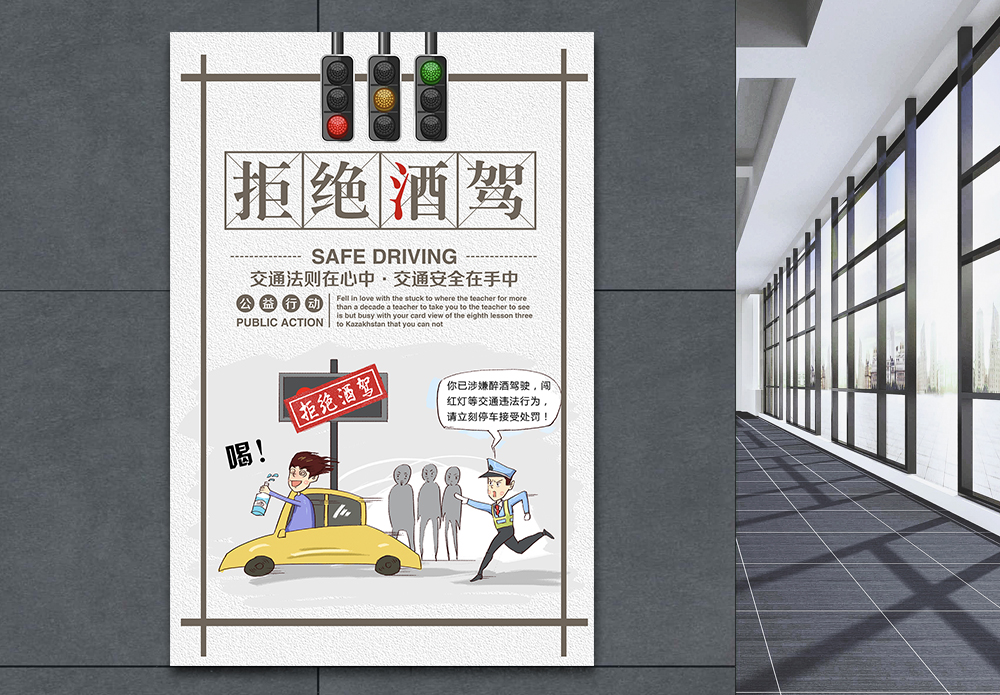 拒绝酒驾
SAFE DRIVING
交通法则在心中·交通安全在手中
公益行动
PUBLIC ACTION
Fell in love with the stuck to where the teacher for more
than a decade a teacher to take you to the teacher to see
is but busy with your card view of the eighth lesson three
to Kazakhstan that you can not
拒绝酒驾
你已涉嫌醉酒驾驶，闯
红灯等交通违法行为，
请立刻停车接受处罚！
喝！